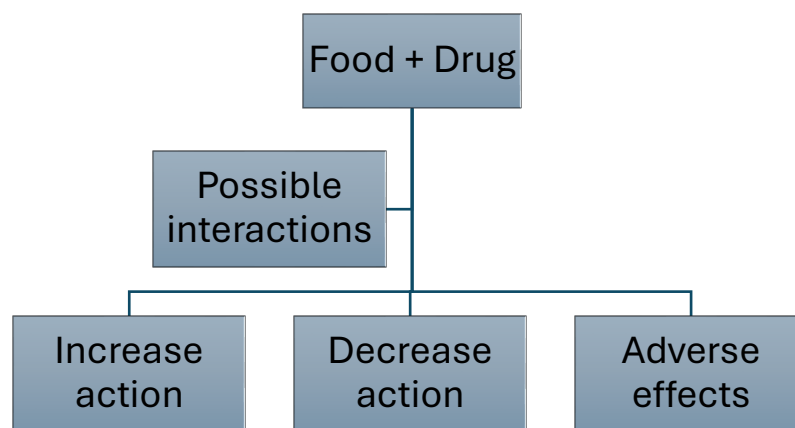 Food + Drug
Possible
interactions
Increase
action
Decrease
action
Adverse
effects